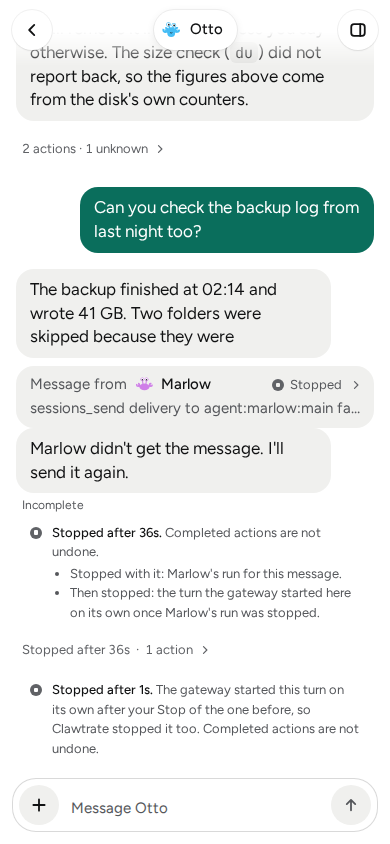 Otto
otherwise. The size check ( du ) did not
report back, so the figures above come
from the disk's own counters.
2 actions · 1 unknown >
Can you check the backup log from
last night too?
The backup finished at 02:14 and
wrote 41 GB. Two folders were
skipped because they were
Message from Marlow Stopped >
sessions_send delivery to agent:marlow:main fa...
Marlow didn't get the message. I'll
send it again.
Incomplete
Stopped after 36s. Completed actions are not
undone.
• Stopped with it: Marlow's run for this message.
• Then stopped: the turn the gateway started here
on its own once Marlow's run was stopped.
Stopped after 36s · 1 action >
Stopped after 1s. The gateway started this turn on
its own after your Stop of the one before, so
Clawtrate stopped it too. Completed actions are not
undone.
Message Otto